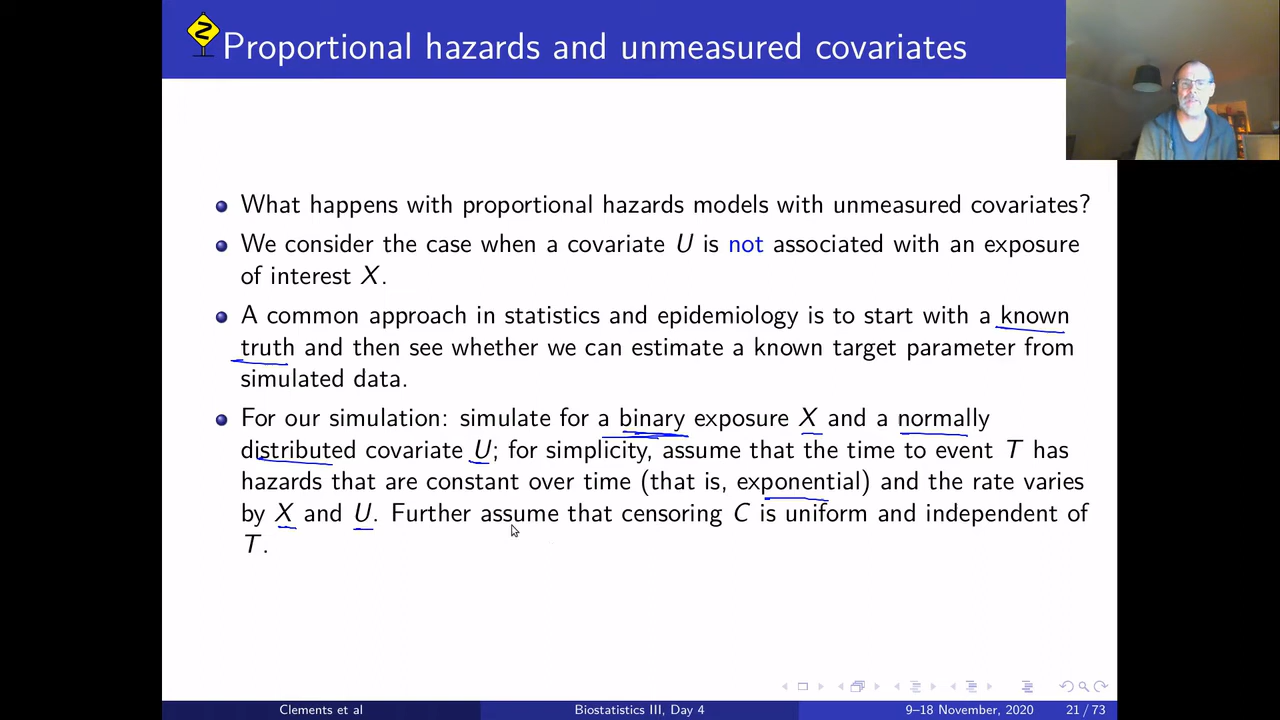 Proportional hazards and unmeasured covariates
What happens with proportional hazards models with unmeasured covariates?
We consider the case when a covariate U is not associated with an exposure
of interest X.
A common approach in statistics and epidemiology is to start with a known
truth and then see whether we can estimate a known target parameter from
simulated data.
For our simulation: simulate for a binary exposure X and a normally
distributed covariate U; for simplicity, assume that the time to event T has
hazards that are constant over time (that is, exponential) and the rate varies
by X and U. Further assume that censoring C is uniform and independent of
T.
Clements et al
Biostatistics III, Day 4
9–18 November, 2020
21 / 73